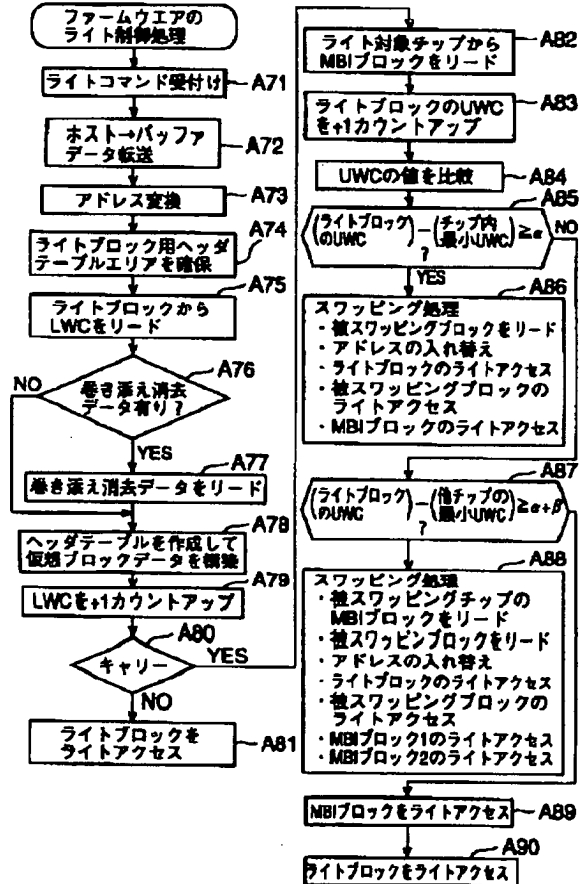 ファームウエアの
ライト制御処理
ライトコマンド受付け
A71
ホスト→バッファ
データ転送
A72
アドレス変換
A73
ライトブロック用ヘッダ
テーブルエリアを確保
A74
ライトブロックから
LWCをリード
A75
巻き添え消去
データ有り?
A76
NO
YES
巻き添え消去データをリード
A77
ヘッダテーブルを作成して
仮想ブロックデータを構築
A78
LWCを+1カウントアップ
A79
キャリー
A80
YES
NO
ライトブロックを
ライトアクセス
A81
ライト対象チップから
MBIブロックをリード
A82
ライトブロックのUWC
を+1カウントアップ
A83
UWCの値を比較
A84
(ライトブロックのUWC)−(チップ内最小UWC)≧α
?
A85
NO
YES
スワッピング処理
・被スワッピングブロックをリード
・アドレスの入れ替え
・ライトブロックのライトアクセス
・被スワッピングブロックの
ライトアクセス
・MBIブロックのライトアクセス
A86
(ライトブロックのUWC)−(他チップの最小UWC)≧α+β
?
A87
スワッピング処理
・被スワッピングチップの
MBIブロックをリード
・被スワッピンブロックをリード
・アドレスの入れ替え
・ライトブロックのライトアクセス
・被スワッピングブロックの
ライトアクセス
・MBIブロック1のライトアクセス
・MBIブロック2のライトアクセス
A88
MBIブロックをライトアクセス
A89
ライトブロックをライトアクセス
A90